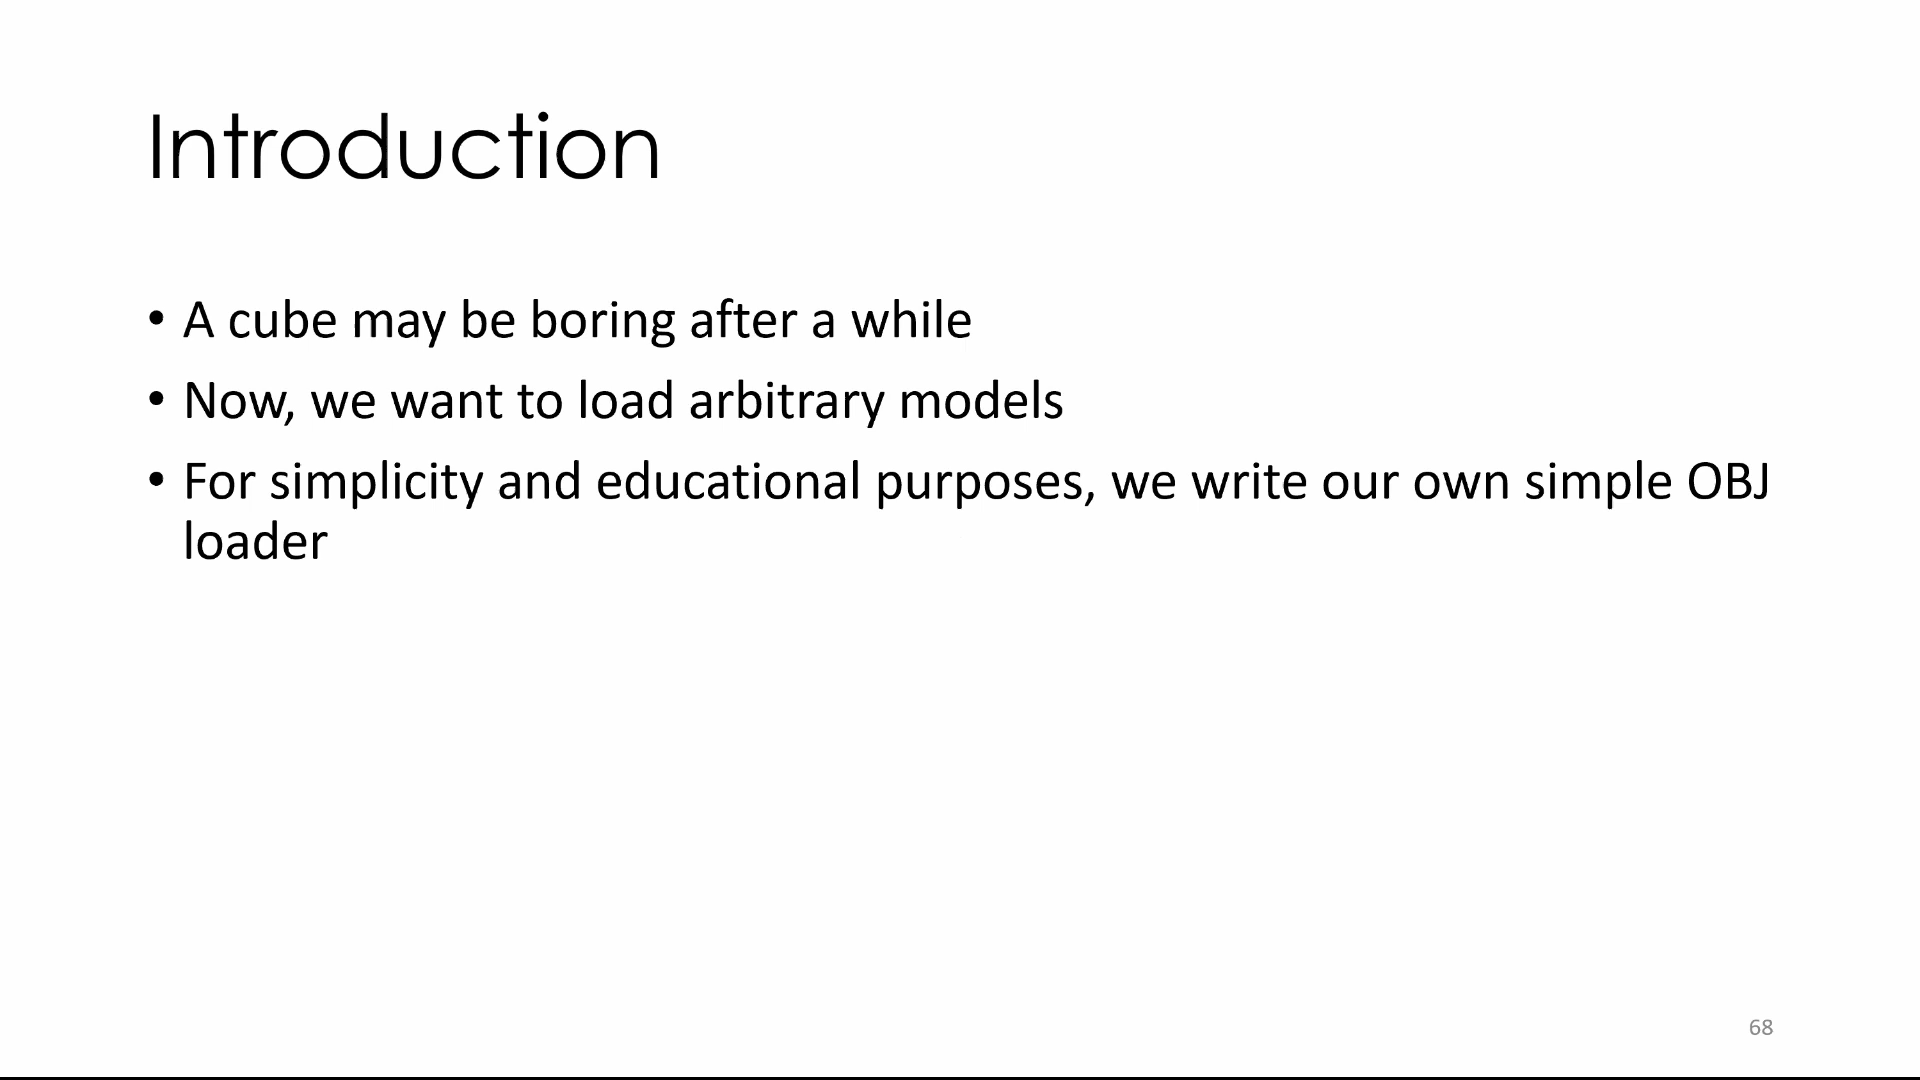 Introduction
• A cube may be boring after a while
• Now, we want to load arbitrary models
• For simplicity and educational purposes, we write our own simple OBJ
loader
68